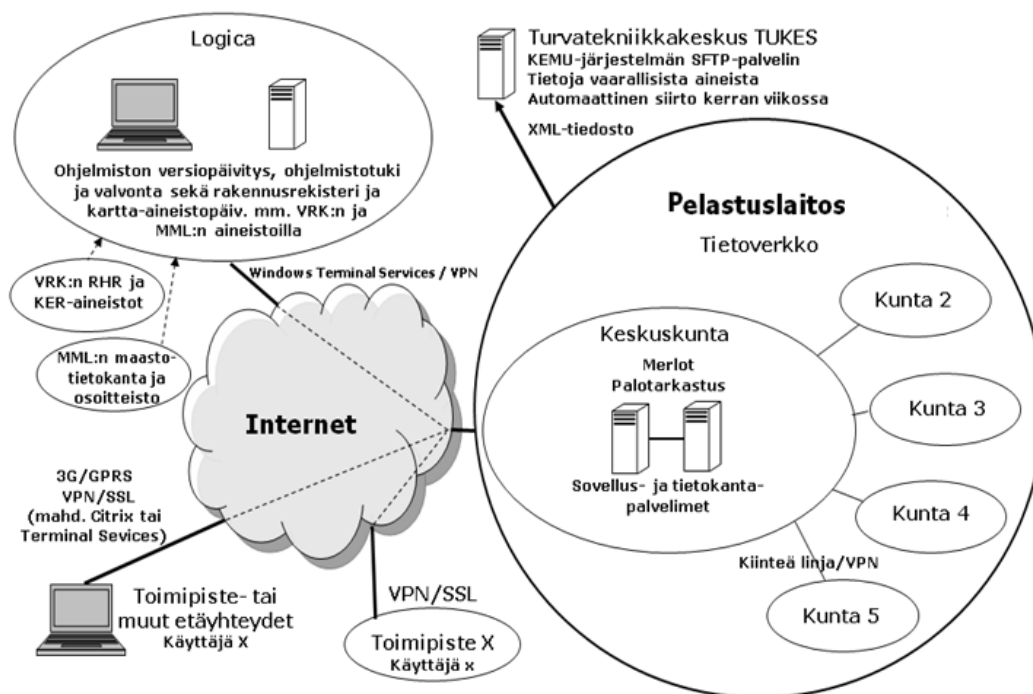 Logica
Ohjelmiston versiopäivitys, ohjelmistotuki
ja valvonta sekä rakennusrekisteri ja
kartta-aineistopäiv. mm. VRK:n ja
MML:n aineistoilla
VRK:n RHR ja
KER-aineistot
MML:n maasto-
tietokanta ja
osoitteisto
Windows Terminal Services / VPN
Turvatekniikkakeskus TUKES
KEMU-järjestelmän SFTP-palvelin
Tietoja vaarallisista aineista
Automaattinen siirto kerran viikossa
XML-tiedosto
Pelastuslaitos
Tietoverkko
Keskuskunta
Merlot
Palotarkastus
Sovellus- ja tietokanta-
palvelimet
Kunta 2
Kunta 3
Kunta 4
Kiinteä linja/VPN
Kunta 5
Internet
3G/GPRS
VPN/SSL
(mahd. Citrix tai
Terminal Sevices)
Toimipiste- tai
muut etäyhteydet
Käyttäjä X
VPN/SSL
Toimipiste X
Käyttäjä x